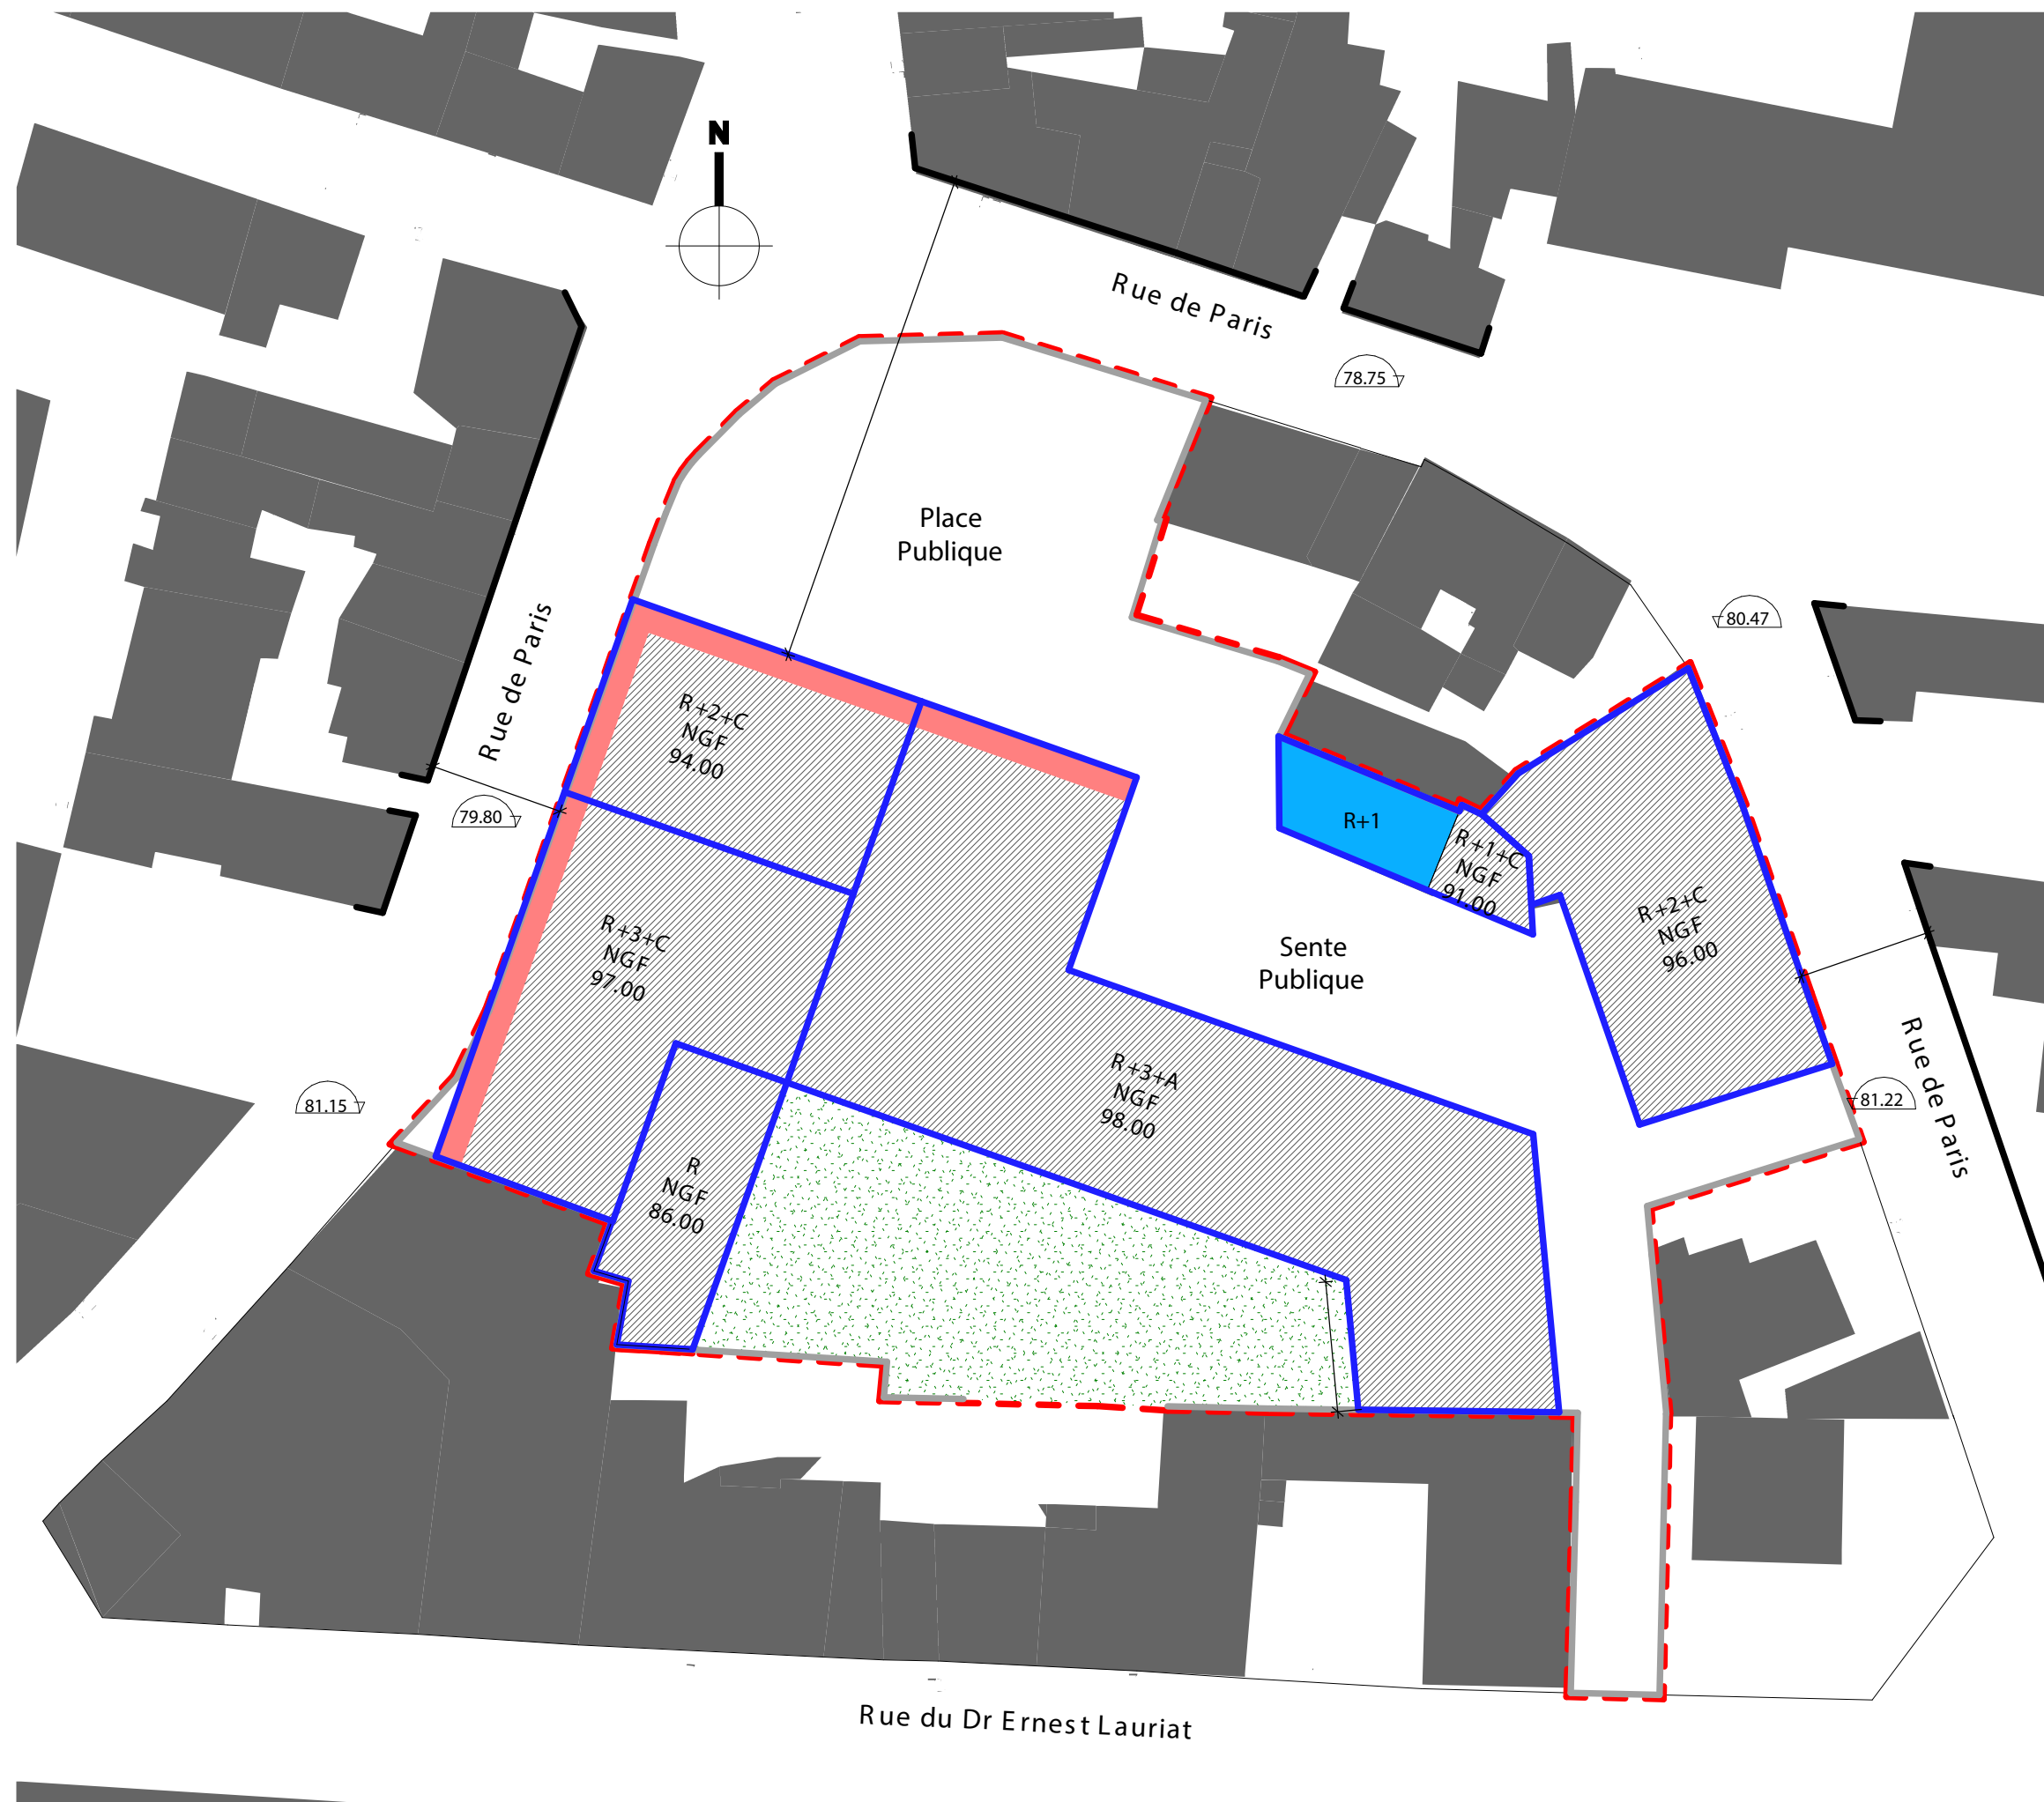 N
Rue de Paris
78.75
Place
Publique
80.47
Rue de Paris
R+2+C
NGF
94.00
79.80
R+1
R+1+C
NGF
91.00
R+2+C
NGF
96.00
R+3+C
NGF
97.00
Sente
Publique
Rue de Paris
R+3+A
NGF
98.00
81.15
81.22
R
NGF
86.00
Rue du Dr Ernest Lauriat